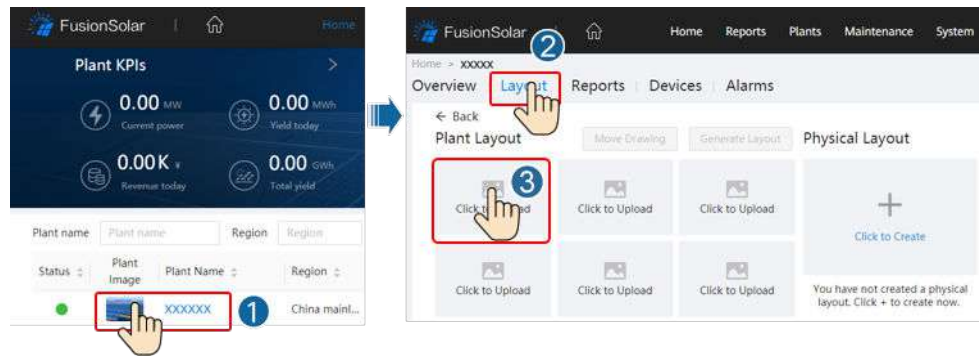 FusionSolar
Home
Plant KPIs
>
0.00 MW
Current power
0.00 MWh
Yield today
0.00K ¥
Revenue today
0.00 GWh
Total yield
Plant name
Plant name
Region
Region
Status
Plant
Image
Plant Name
Region
XXXXXX
1
China mainl...
FusionSolar
2
Home Reports Plants Maintenance System
Home > XXXXX
Overview Layout Reports Devices Alarms
← Back
Plant Layout
Move Drawing
Generate Layout
Physical Layout
3
Click to Upload
Click to Upload
Click to Upload
+
Click to Create
Click to Upload
Click to Upload
Click to Upload
You have not created a physical
layout. Click + to create now.